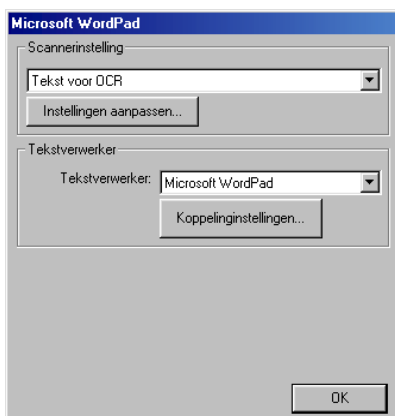 Microsoft WordPad
Scannerinstelling
Tekst voor OCR
Instellingen aanpassen...
Tekstverwerker
Tekstverwerker: Microsoft WordPad
Koppelinginstellingen...
OK